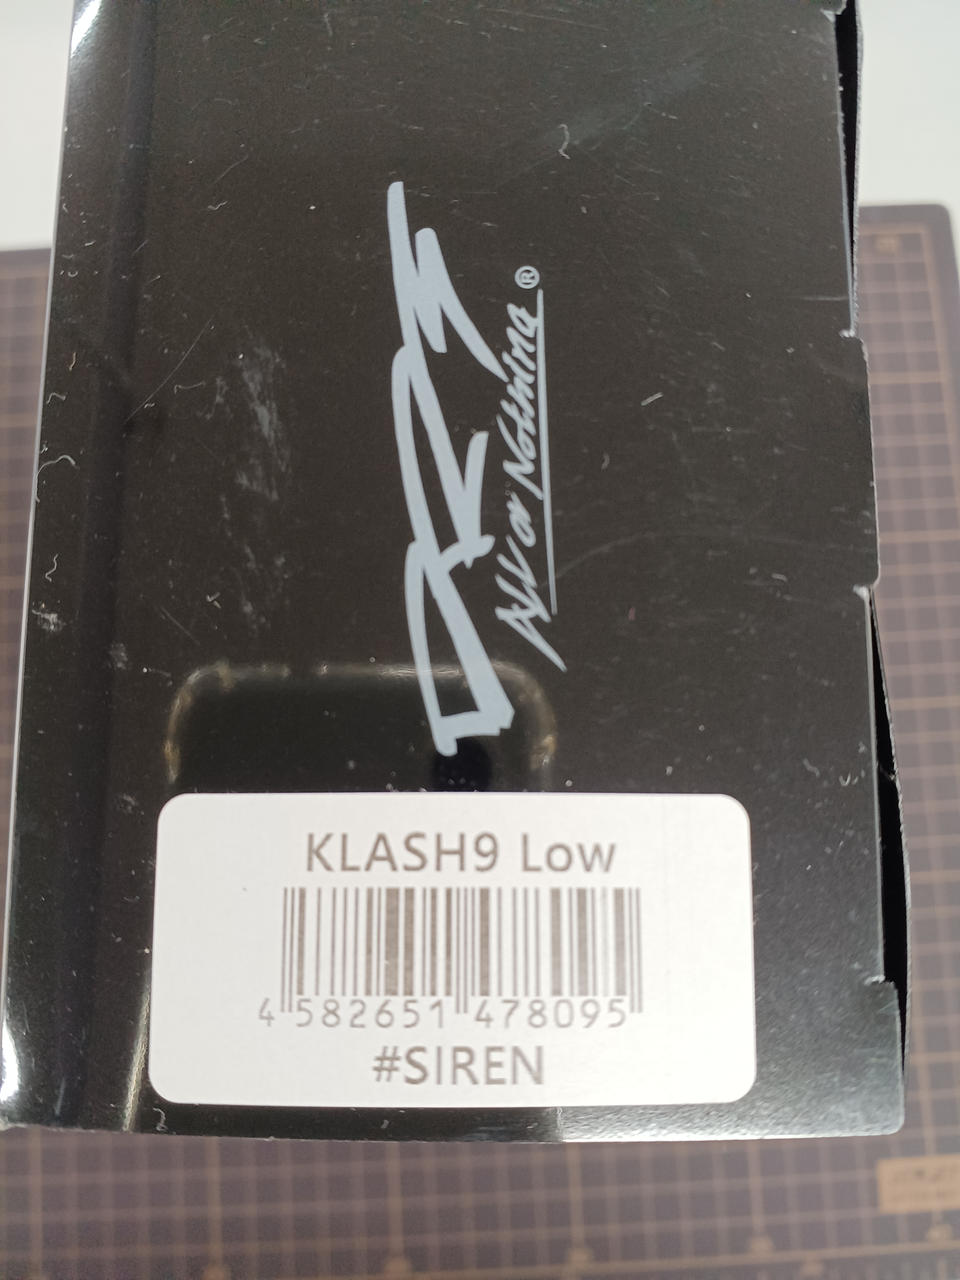 All or Nothing ®
KLASH9 Low
4 582651 478095
#SIREN